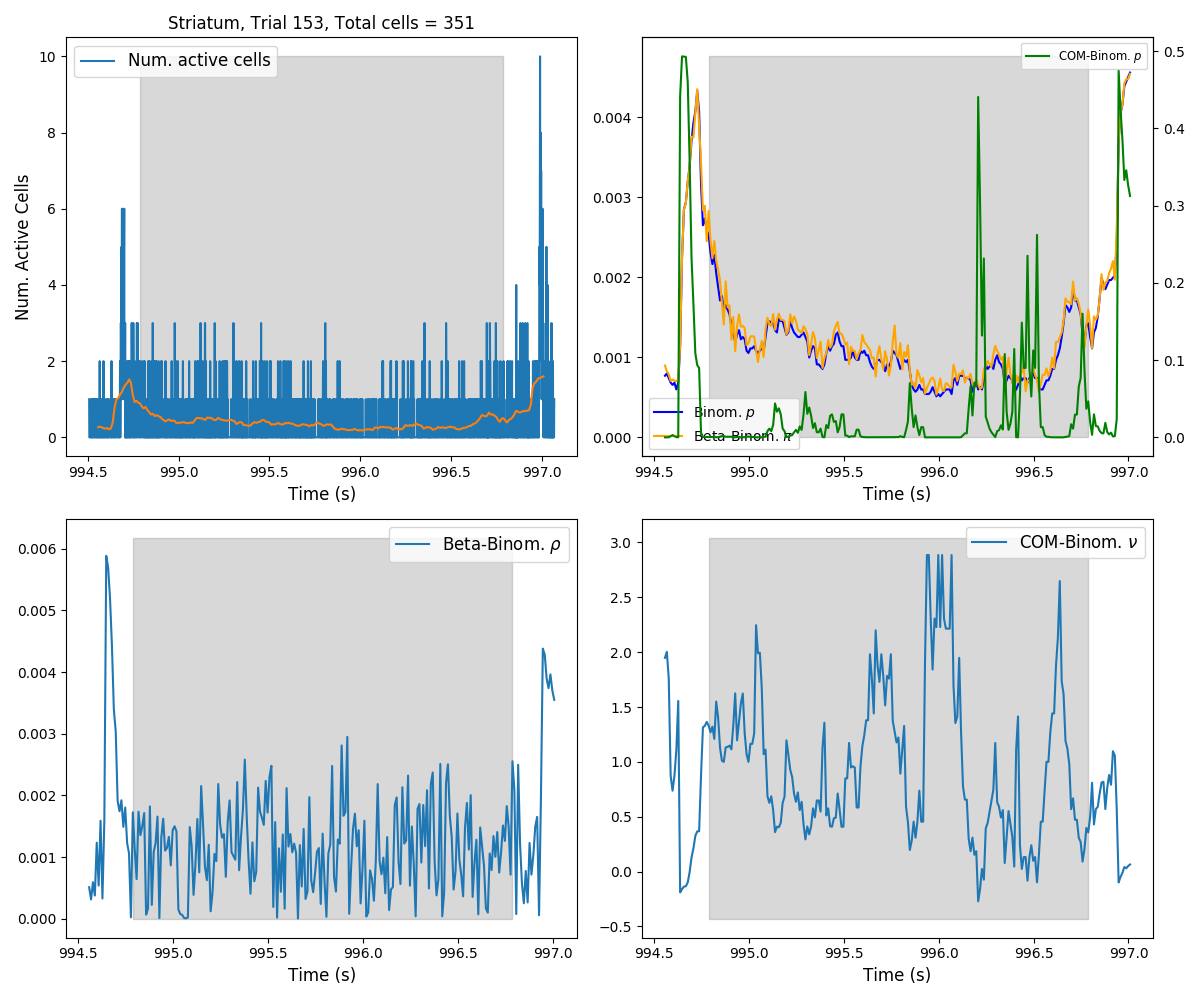 Striatum, Trial 153, Total cells = 351
Num. active cells
Num. Active Cells
10
8
6
4
2
0
994.5 995.0 995.5 996.0 996.5 997.0
Time (s)
COM-Binom. p
Binom. p
Beta-Binom. π
0.004
0.003
0.002
0.001
0.000
0.5
0.4
0.3
0.2
0.1
0.0
994.5 995.0 995.5 996.0 996.5 997.0
Time (s)
Beta-Binom. ρ
0.006
0.005
0.004
0.003
0.002
0.001
0.000
994.5 995.0 995.5 996.0 996.5 997.0
Time (s)
COM-Binom. ν
3.0
2.5
2.0
1.5
1.0
0.5
0.0
−0.5
994.5 995.0 995.5 996.0 996.5 997.0
Time (s)